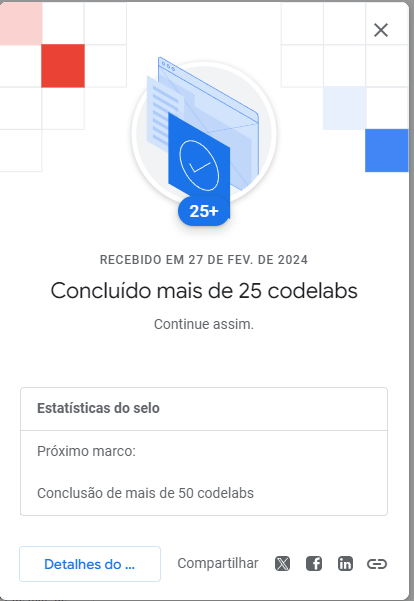 25+
RECEBIDO EM 27 DE FEV. DE 2024
Concluído mais de 25 codelabs
Continue assim.
Estatísticas do selo
Próximo marco:
Conclusão de mais de 50 codelabs
Detalhes do ...
Compartilhar